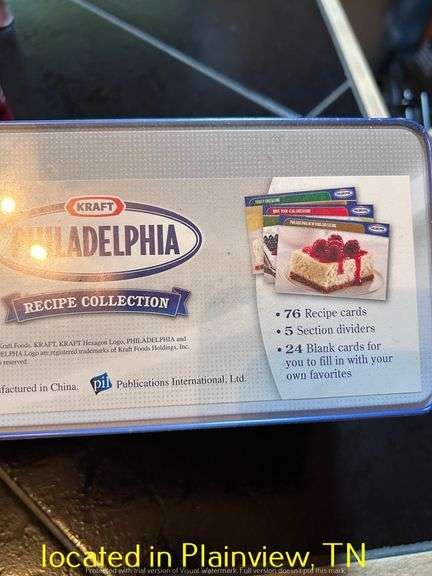 KRAFT
PHILADELPHIA
RECIPE COLLECTION
Kraft Foods. KRAFT, KRAFT Hexagon Logo, PHILADELPHIA and
ELPHIA Logo are registered trademarks of Kraft Foods Holdings, Inc.
s reserved
ufactured in China.
pil Publications International, Ltd.
• 76 Recipe cards
• 5 Section dividers
• 24 Blank cards for
you to fill in with your
own favorites
located in Plainview, TN
Protected with trial version of Visual Watermark. Full version doesn't put this mark.